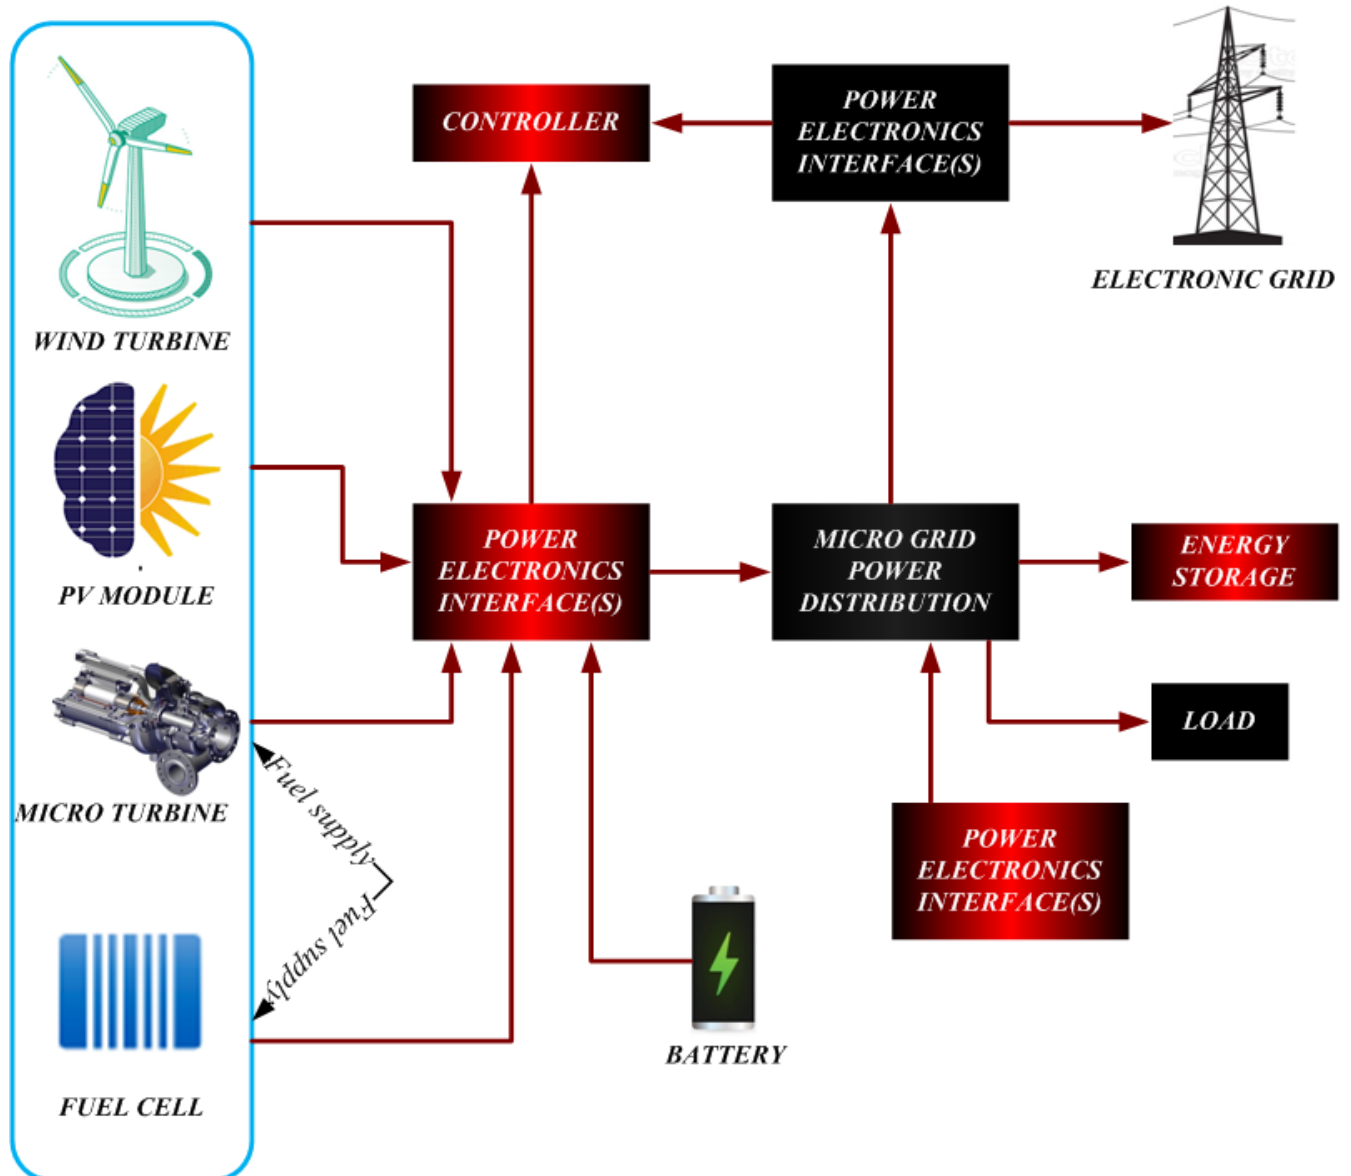 CONTROLLER
POWER
ELECTRONICS
INTERFACE(S)
ELECTRONIC GRID
WIND TURBINE
PV MODULE
POWER
ELECTRONICS
INTERFACE(S)
MICRO GRID
POWER
DISTRIBUTION
ENERGY
STORAGE
LOAD
MICRO TURBINE
Fuel supply
Fuel supply
POWER
ELECTRONICS
INTERFACE(S)
BATTERY
FUEL CELL